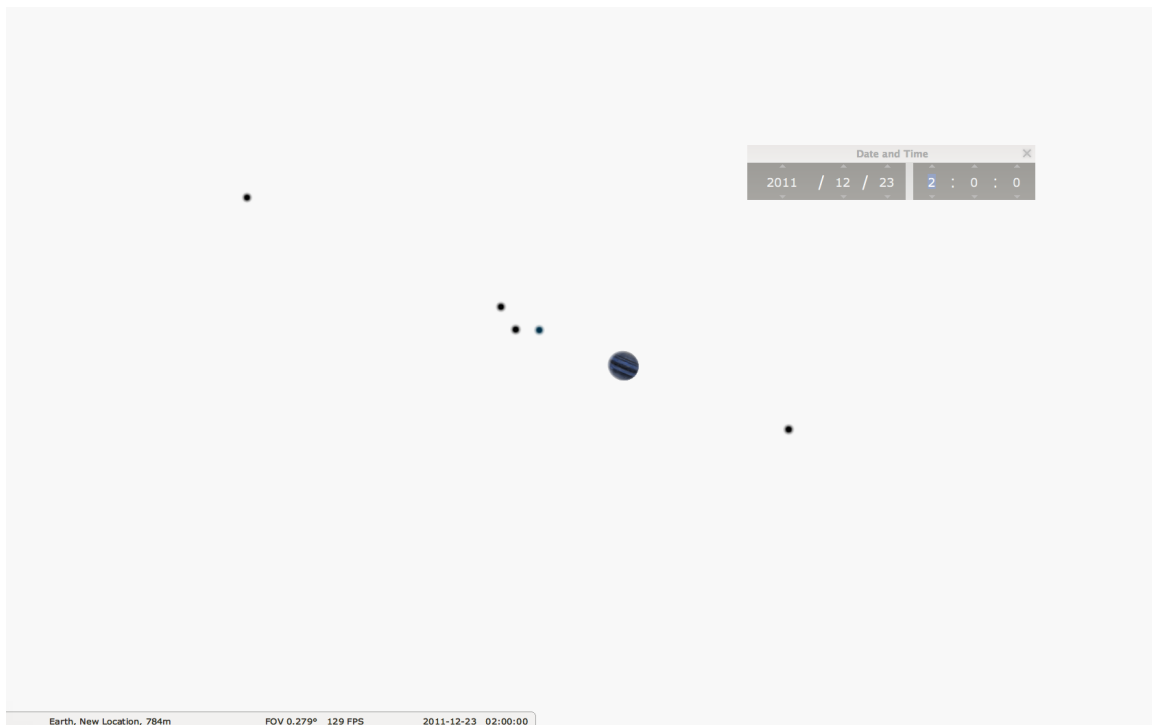 Date and Time
2011 / 12 / 23 2 : 0 : 0
Earth, New Location, 784m FOV 0.279° 129 FPS 2011-12-23 02:00:00